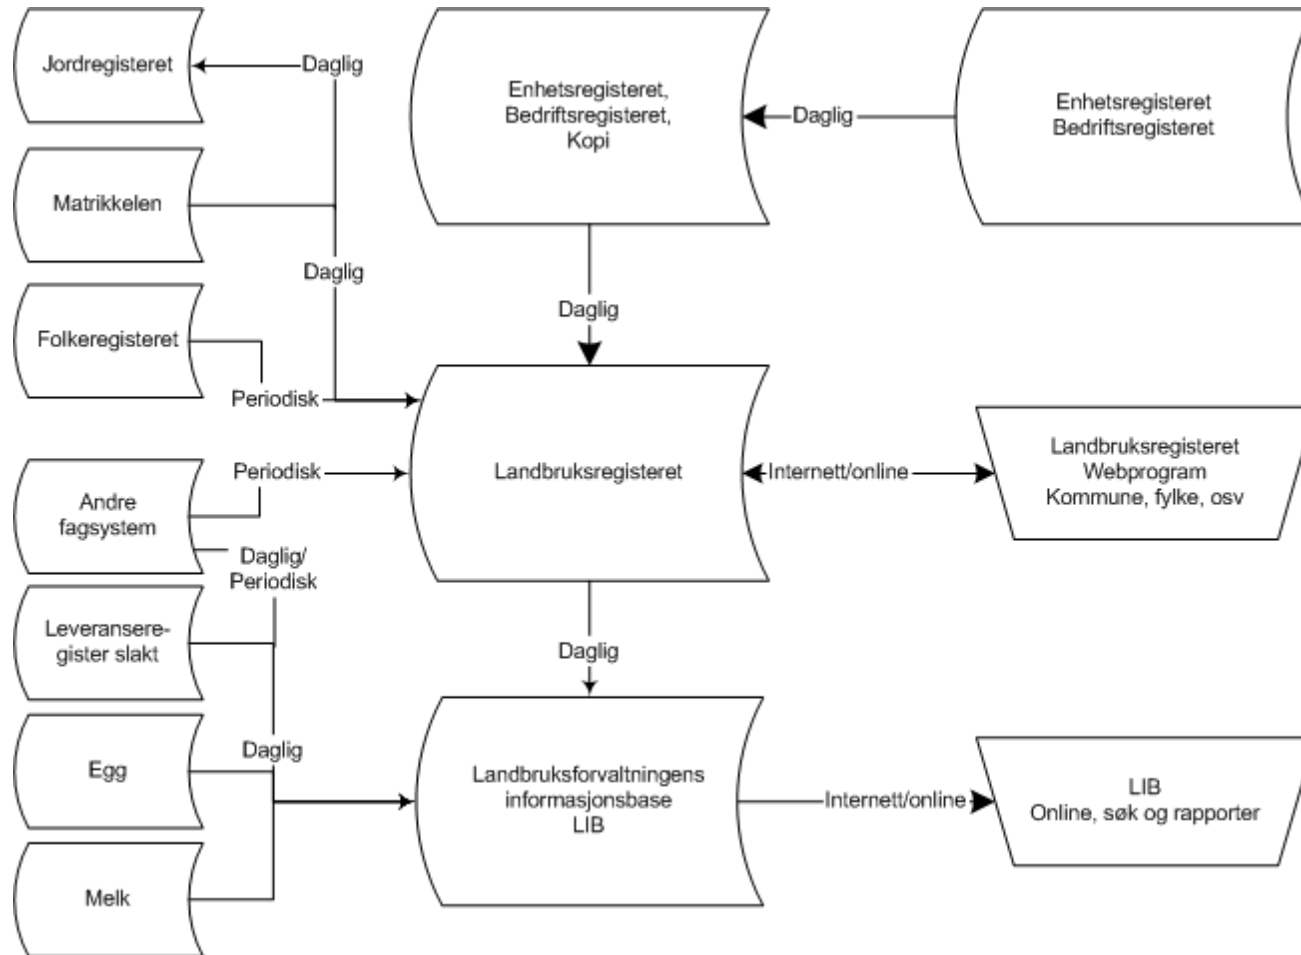 Jordregisteret
Daglig
Enhetsregisteret,
Bedriftsregisteret,
Kopi
Daglig
Enhetsregisteret
Bedriftsregisteret
Matrikkelen
Daglig
Daglig
Folkeregisteret
Periodisk
Periodisk
Landbruksregisteret
Internett/online
Landbruksregisteret
Webprogram
Kommune, fylke, osv
Andre
fagsystem
Daglig/
Periodisk
Leveransere-
gister slakt
Daglig
Egg
Daglig
Landbruksforvaltningens
informasjonsbase
LIB
Internett/online
LIB
Online, søk og rapporter
Melk